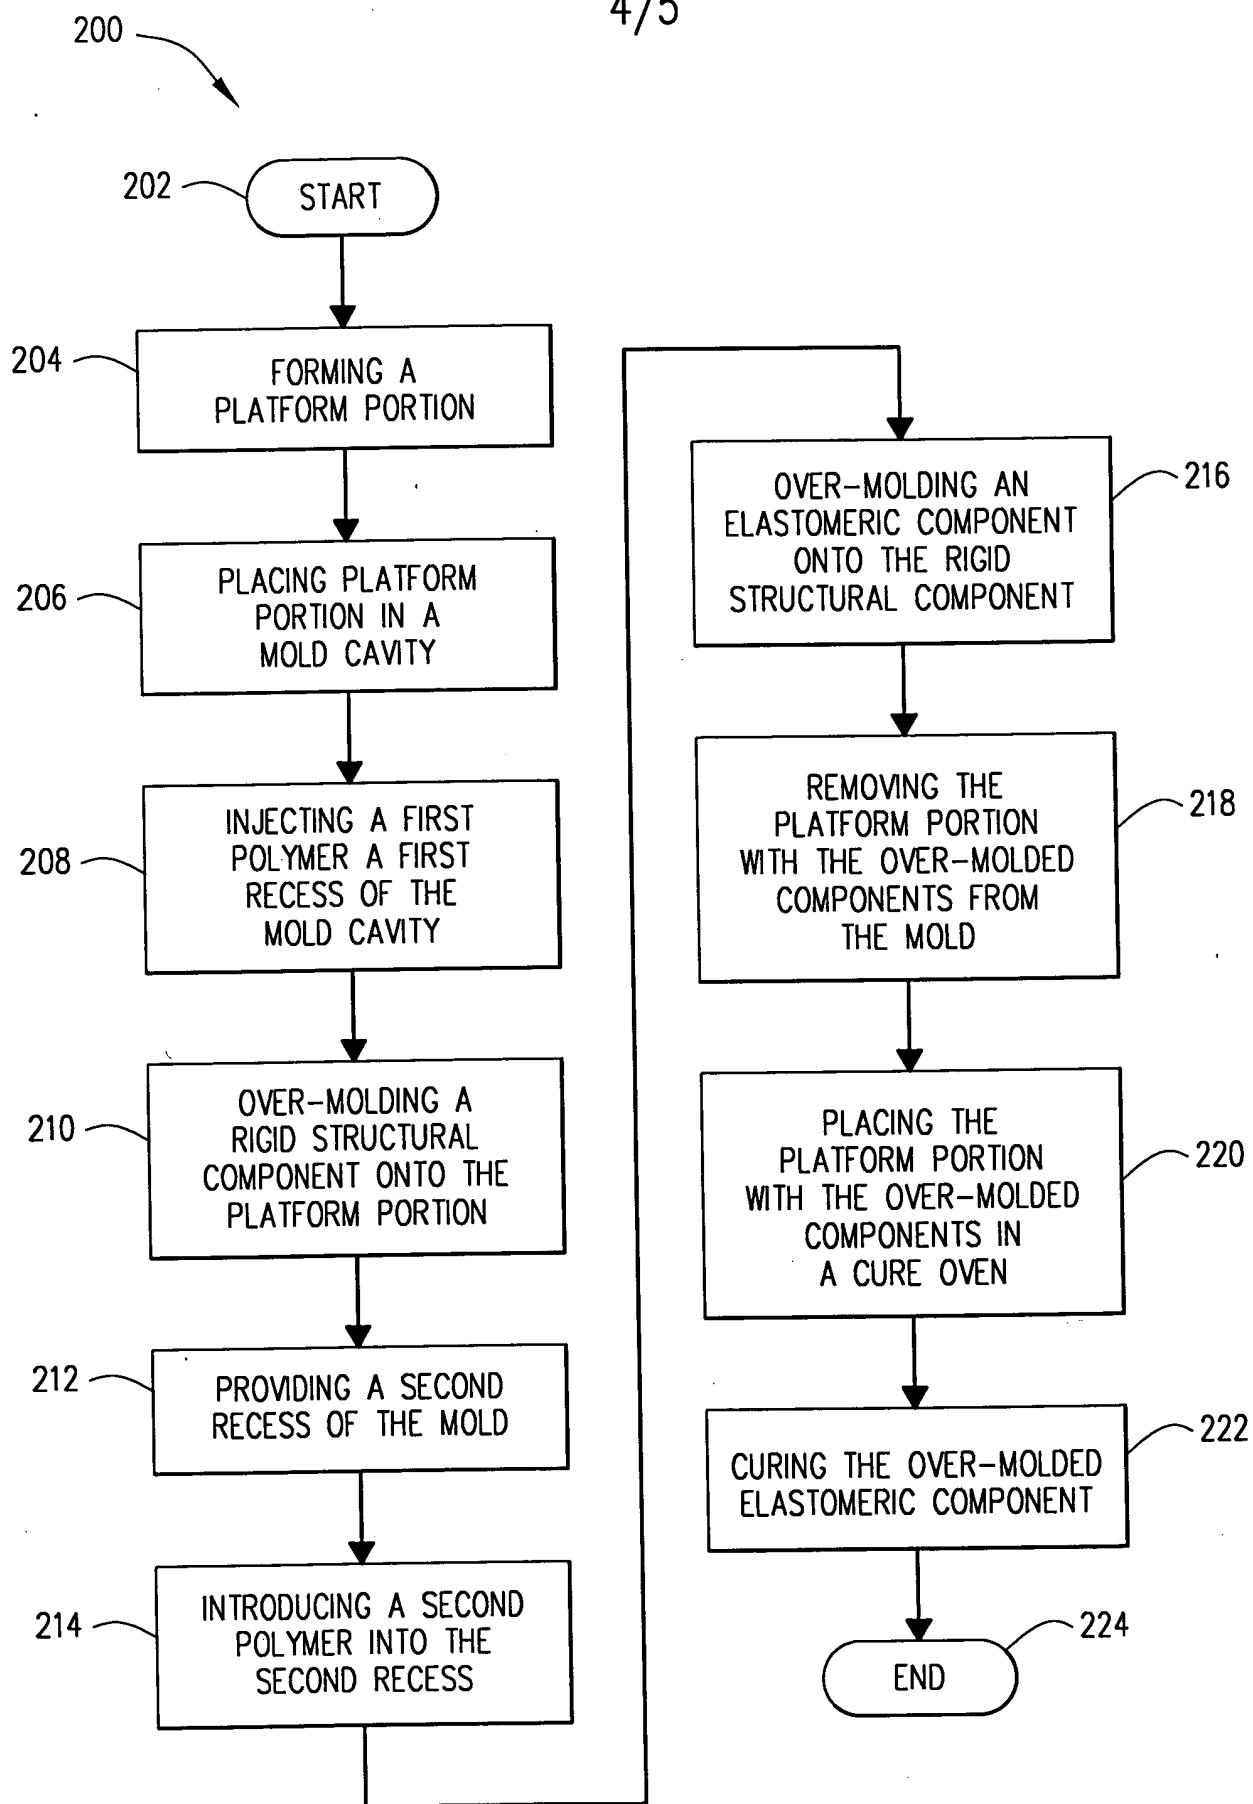 4/5
200
202
START
204
FORMING A
PLATFORM PORTION
206
PLACING PLATFORM
PORTION IN A
MOLD CAVITY
208
INJECTING A FIRST
POLYMER A FIRST
RECESS OF THE
MOLD CAVITY
210
OVER-MOLDING A
RIGID STRUCTURAL
COMPONENT ONTO THE
PLATFORM PORTION
212
PROVIDING A SECOND
RECESS OF THE MOLD
214
INTRODUCING A SECOND
POLYMER INTO THE
SECOND RECESS
OVER-MOLDING AN
ELASTOMERIC COMPONENT
ONTO THE RIGID
STRUCTURAL COMPONENT
216
REMOVING THE
PLATFORM PORTION
WITH THE OVER-MOLDED
COMPONENTS FROM
THE MOLD
218
PLACING THE
PLATFORM PORTION
WITH THE OVER-MOLDED
COMPONENTS IN
A CURE OVEN
220
CURING THE OVER-MOLDED
ELASTOMERIC COMPONENT
222
END
224